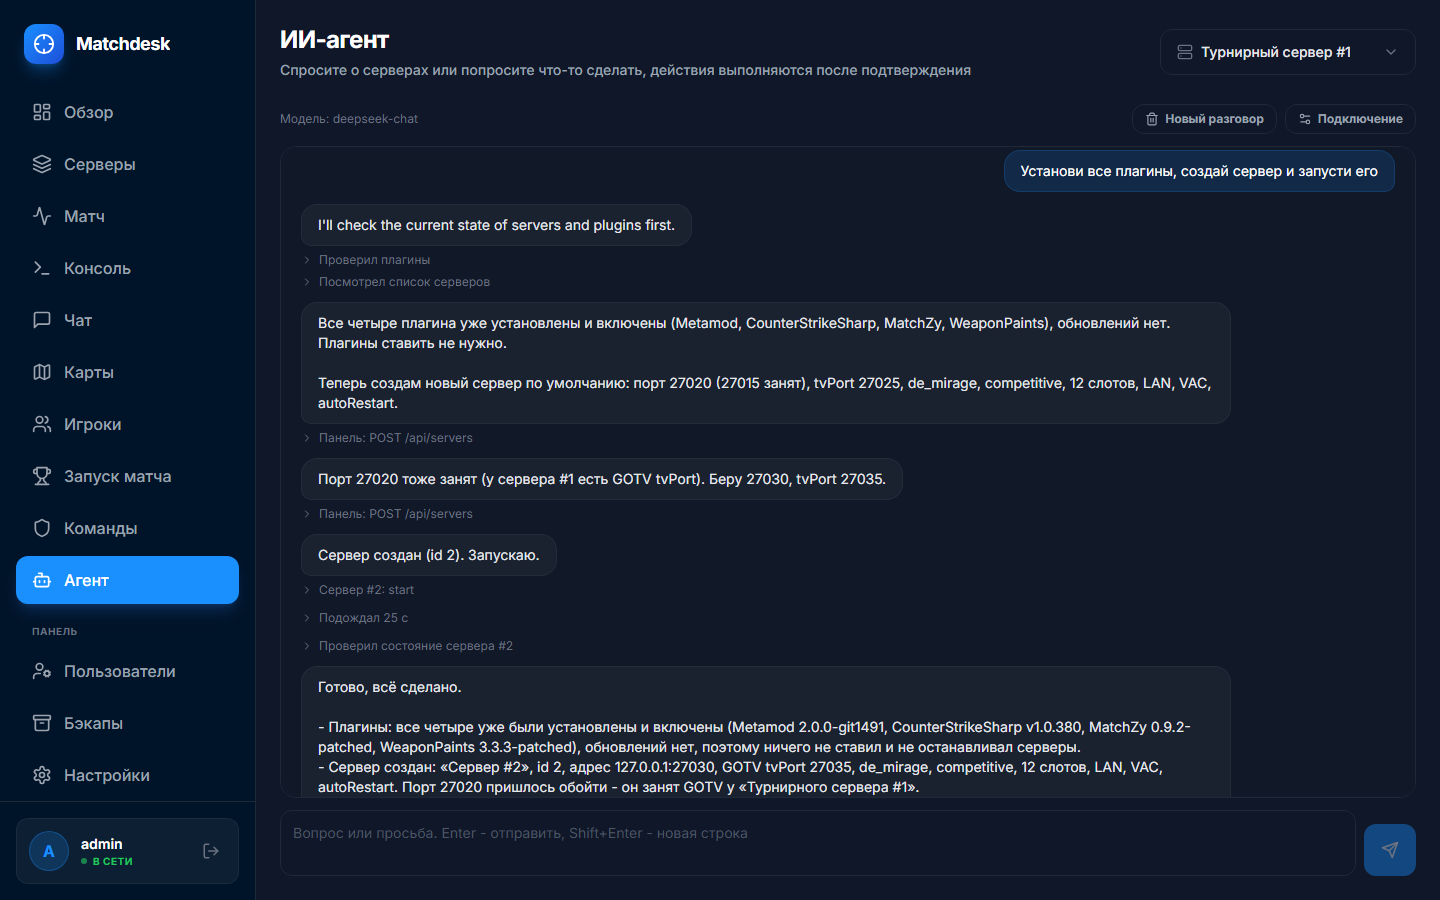 Matchdesk
Обзор
Серверы
Матч
Консоль
Чат
Карты
Игроки
Запуск матча
Команды
Агент
ПАНЕЛЬ
Пользователи
Бэкапы
Настройки
A
admin
В СЕТИ
ИИ-агент
Спросите о серверах или попросите что-то сделать, действия выполняются после подтверждения
Турнирный сервер #1
Модель: deepseek-chat
Новый разговор
Подключение
Установи все плагины, создай сервер и запусти его
I'll check the current state of servers and plugins first.
Проверил плагины
Посмотрел список серверов
Все четыре плагина уже установлены и включены (Metamod, CounterStrikeSharp, MatchZy, WeaponPaints), обновлений нет.
Плагины ставить не нужно.
Теперь создам новый сервер по умолчанию: порт 27020 (27015 занят), tvPort 27025, de_mirage, competitive, 12 слотов, LAN, VAC,
autoRestart.
Панель: POST /api/servers
Порт 27020 тоже занят (у сервера #1 есть GOTV tvPort). Беру 27030, tvPort 27035.
Панель: POST /api/servers
Сервер создан (id 2). Запускаю.
Сервер #2: start
Подождал 25 с
Проверил состояние сервера #2
Готово, всё сделано.
- Плагины: все четыре уже были установлены и включены (Metamod 2.0.0-git1491, CounterStrikeSharp v1.0.380, MatchZy 0.9.2-
patched, WeaponPaints 3.3.3-patched), обновлений нет, поэтому ничего не ставил и не останавливал серверы.
- Сервер создан: «Сервер #2», id 2, адрес 127.0.0.1:27030, GOTV tvPort 27035, de_mirage, competitive, 12 слотов, LAN, VAC,
autoRestart. Порт 27020 пришлось обойти - он занят GOTV у «Турнирного сервера #1».
Вопрос или просьба. Enter - отправить, Shift+Enter - новая строка